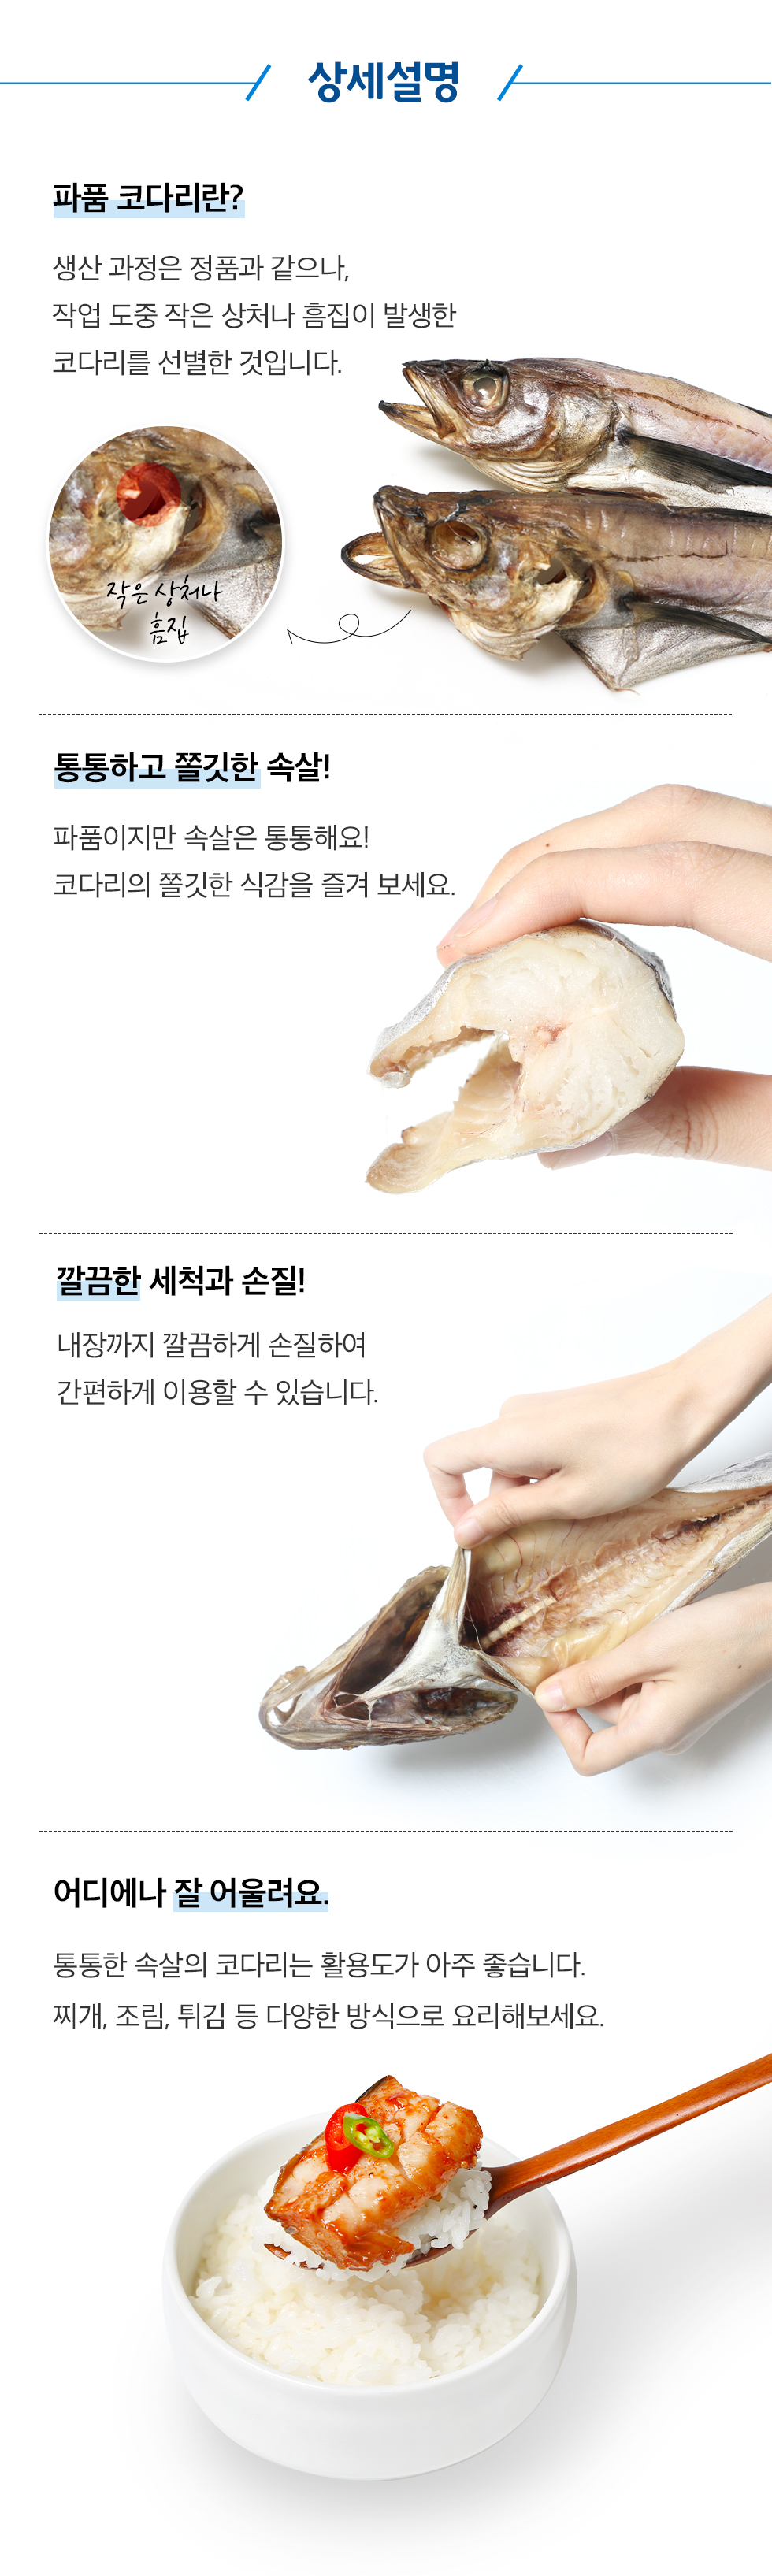 상세설명
파품 코다리란?
생산 과정은 정품과 같으나,
작업 도중 작은 상처나 흠집이 발생한
코다리를 선별한 것입니다.
작은 상처나
흠집
통통하고 쫄깃한 속살!
파품이지만 속살은 통통해요!
코다리의 쫄깃한 식감을 즐겨 보세요.
깔끔한 세척과 손질!
내장까지 깔끔하게 손질하여
간편하게 이용할 수 있습니다.
어디에나 잘 어울려요.
통통한 속살의 코다리는 활용도가 아주 좋습니다.
찌개, 조림, 튀김 등 다양한 방식으로 요리해보세요.